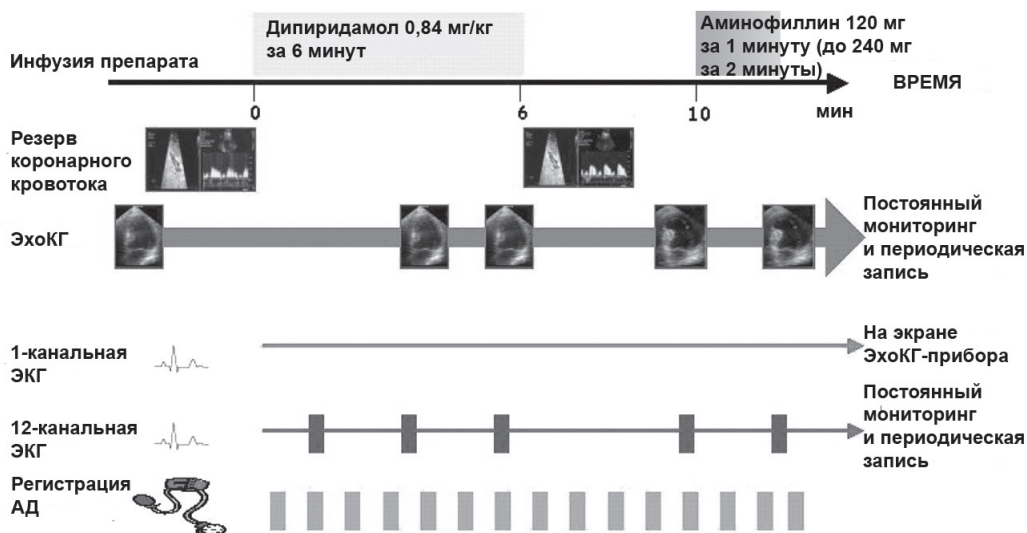 Дипиридамол 0,84 мг/кг
за 6 минут
Аминофиллин 120 мг
за 1 минуту (до 240 мг
за 2 минуты)
Инфузия препарата
ВРЕМЯ
0
6
10
мин
Резерв
коронарного
кровотока
ЭхоКГ
Постоянный
мониторинг
и периодическая
запись
1-канальная
ЭКГ
На экране
ЭхоКГ-прибора
12-канальная
ЭКГ
Постоянный
мониторинг
и периодическая
запись
Регистрация
АД